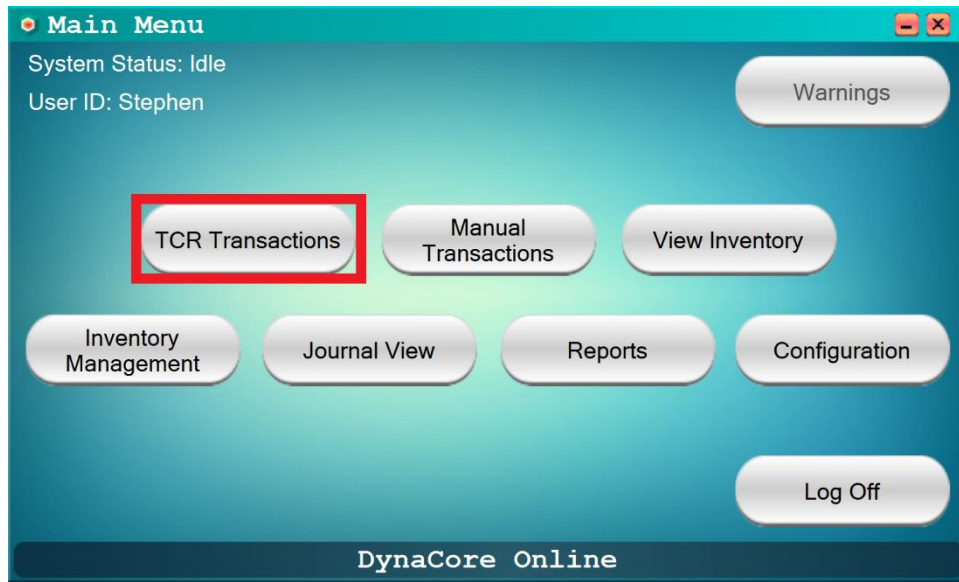 Main Menu
System Status: Idle
User ID: Stephen
Warnings
TCR Transactions
Manual
Transactions
View Inventory
Inventory
Management
Journal View
Reports
Configuration
Log Off
DynaCore Online